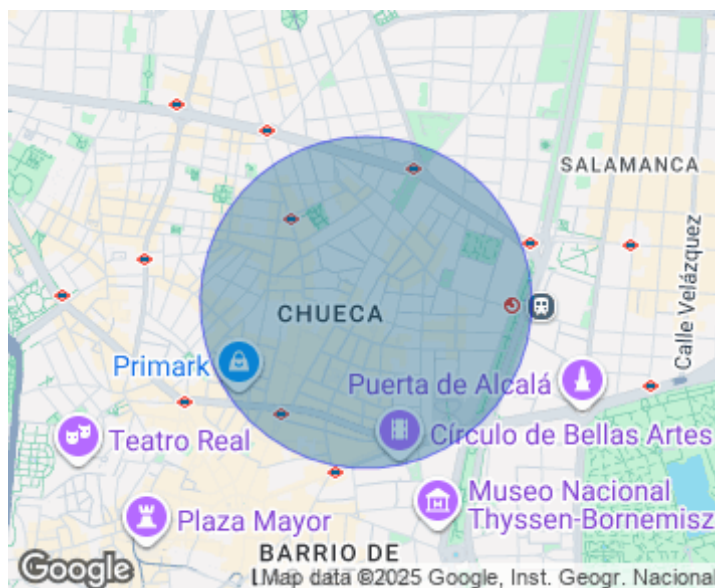 SALAMANCA
Calle Velázquez
CHUECA
Primark
Puerta de Alcalá
Teatro Real
Círculo de Bellas Artes
Museo Nacional
Thyssen-Bornemisz
Plaza Mayor
BARRIO DE
Google
Map data ©2025 Google, Inst. Geogr. Nacional